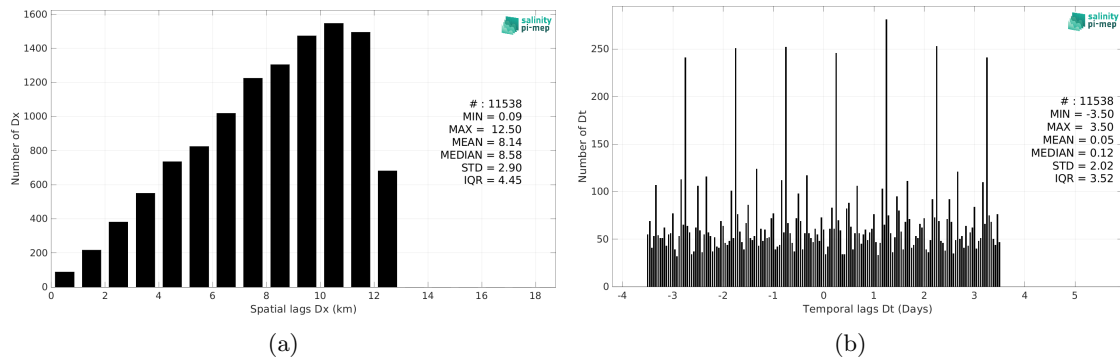 1600
1400
1200
1000
800
600
400
200
0
Number of Dx
0
2
4
6
8
10
12
14
16
18
Spatial lags Dx (km)
salinity
pi-mep
# : 11538
MIN = 0.09
MAX = 12.50
MEAN = 8.14
MEDIAN = 8.58
STD = 2.90
IQR = 4.45
(a)
250
200
150
100
50
0
Number of Dt
-4
-3
-2
-1
0
1
2
3
4
5
Temporal lags Dt (Days)
salinity
pi-mep
# : 11538
MIN = -3.50
MAX = 3.50
MEAN = 0.05
MEDIAN = 0.12
STD = 2.02
IQR = 3.52
(b)